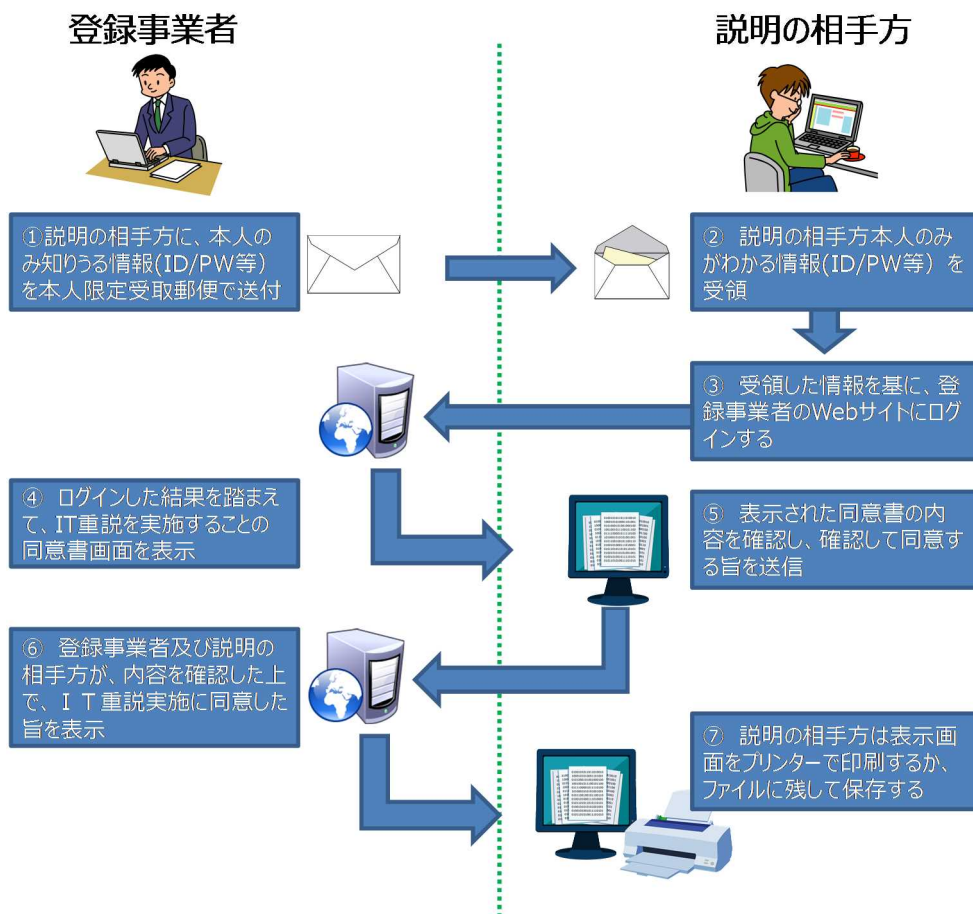 登録事業者
説明の相手方
①説明の相手方に、本人の
み知りうる情報(ID/PW等)
を本人限定受取郵便で送付
② 説明の相手方本人のみ
がわかる情報(ID/PW等)を
受領
③ 受領した情報を基に、登
録事業者のWebサイトにログ
インする
④ ログインした結果を踏まえ
て、IT重説を実施することの
同意書画面を表示
⑤ 表示された同意書の内
容を確認し、確認して同意す
る旨を送信
⑥ 登録事業者及び説明の
相手方が、内容を確認した上
で、ＩＴ重説実施に同意した
旨を表示
⑦ 説明の相手方は表示画
面をプリンターで印刷するか、
ファイルに残して保存する